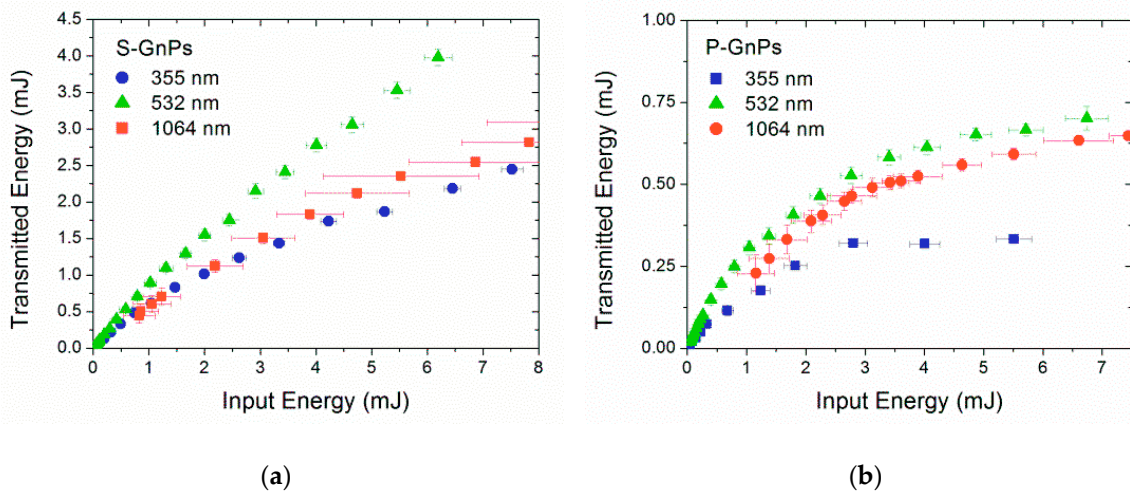 S-GnPs
355 nm
532 nm
1064 nm
Transmitted Energy (mJ)
4.5
4.0
3.5
3.0
2.5
2.0
1.5
1.0
0.5
0.0
0 1 2 3 4 5 6 7 8
Input Energy (mJ)
(a)
P-GnPs
355 nm
532 nm
1064 nm
Transmitted Energy (mJ)
1.00
0.75
0.50
0.25
0.00
0 1 2 3 4 5 6 7
Input Energy (mJ)
(b)